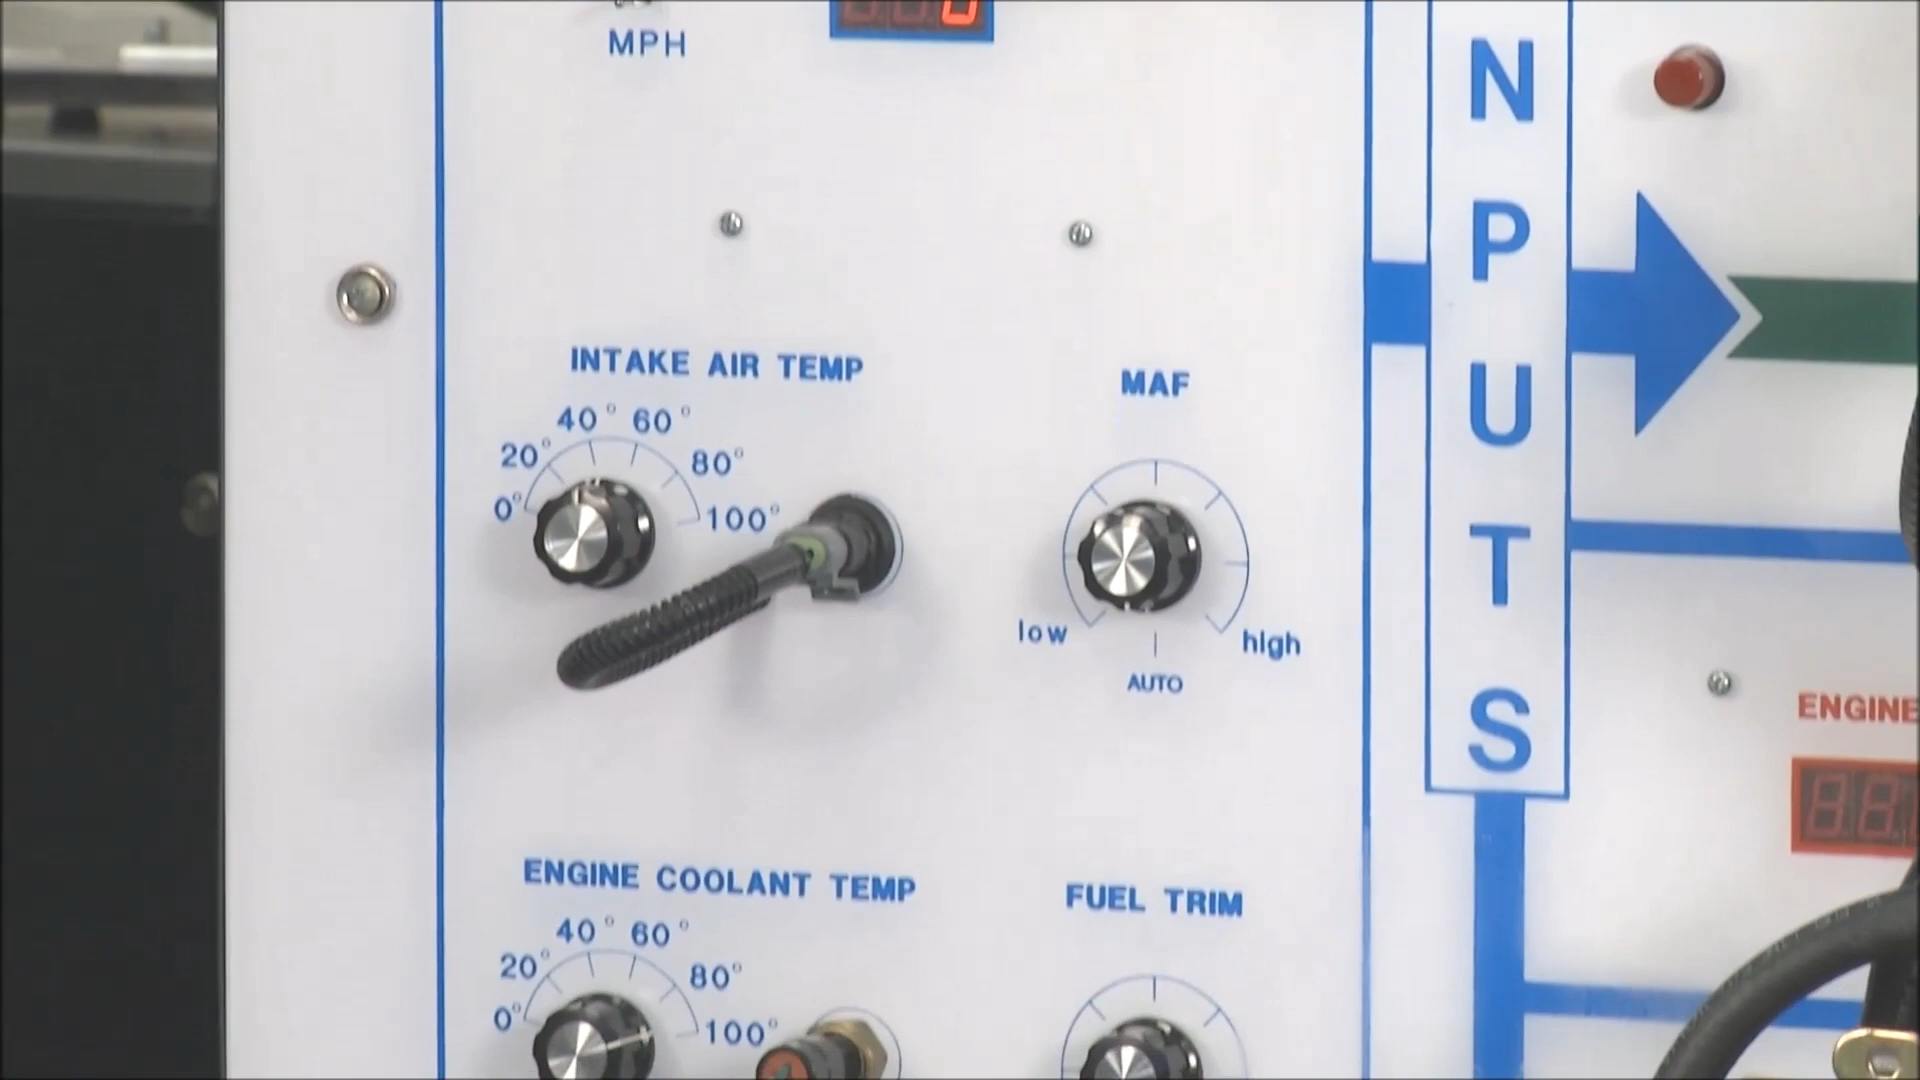 MPH
0
INTAKE AIR TEMP
0° 20° 40° 60° 80° 100°
MAF
low
high
AUTO
ENGINE COOLANT TEMP
0° 20° 40° 60° 80° 100°
FUEL TRIM
NPUTS
ENGINE